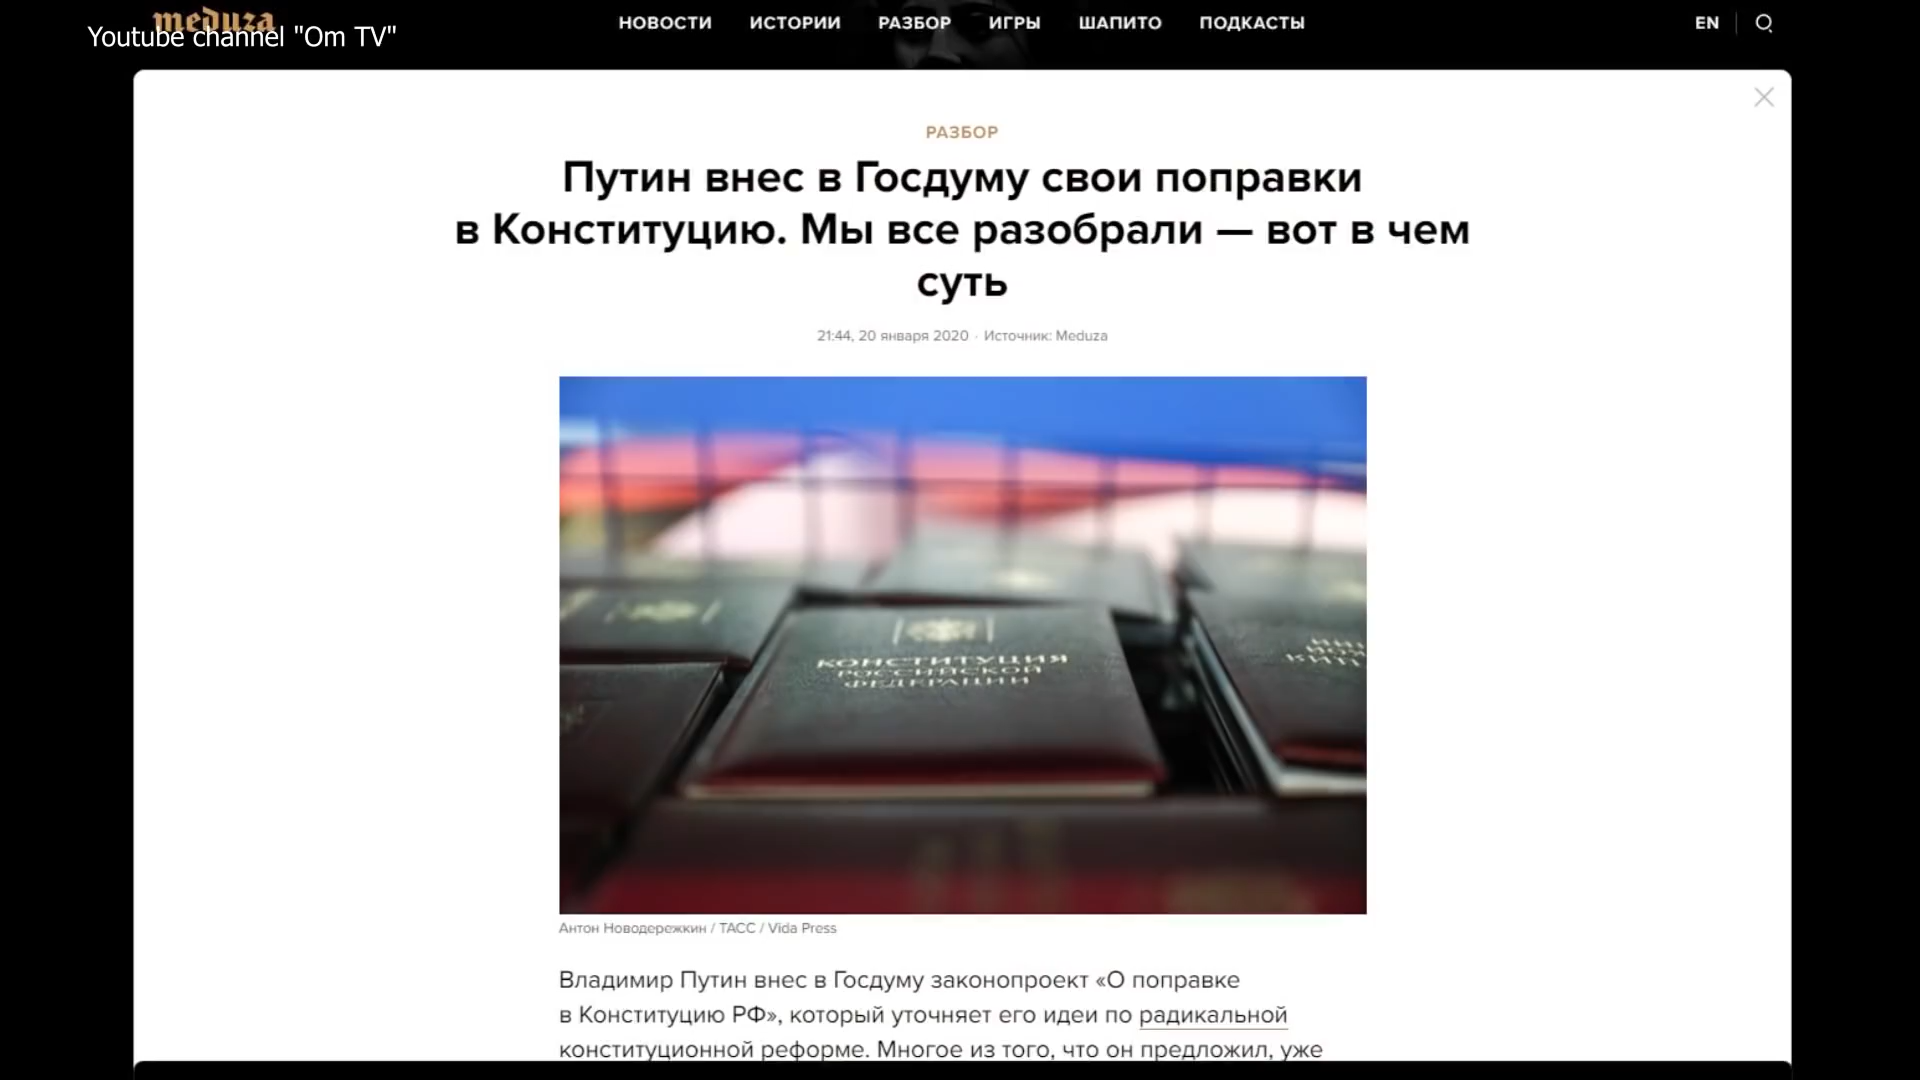 meduza
Youtube channel "Om TV"
НОВОСТИ ИСТОРИИ РАЗБОР ИГРЫ ШАПИТО ПОДКАСТЫ EN
РАЗБОР
Путин внес в Госдуму свои поправки
в Конституцию. Мы все разобрали — вот в чем
суть
21:44, 20 января 2020 · Источник: Meduza
КОНСТИТУЦИЯ
РОССИЙСКОЙ
ФЕДЕРАЦИИ
Антон Новодережкин / ТАСС / Vida Press
Владимир Путин внес в Госдуму законопроект «О поправке
в Конституцию РФ», который уточняет его идеи по радикальной
конституционной реформе. Многое из того, что он предложил, уже